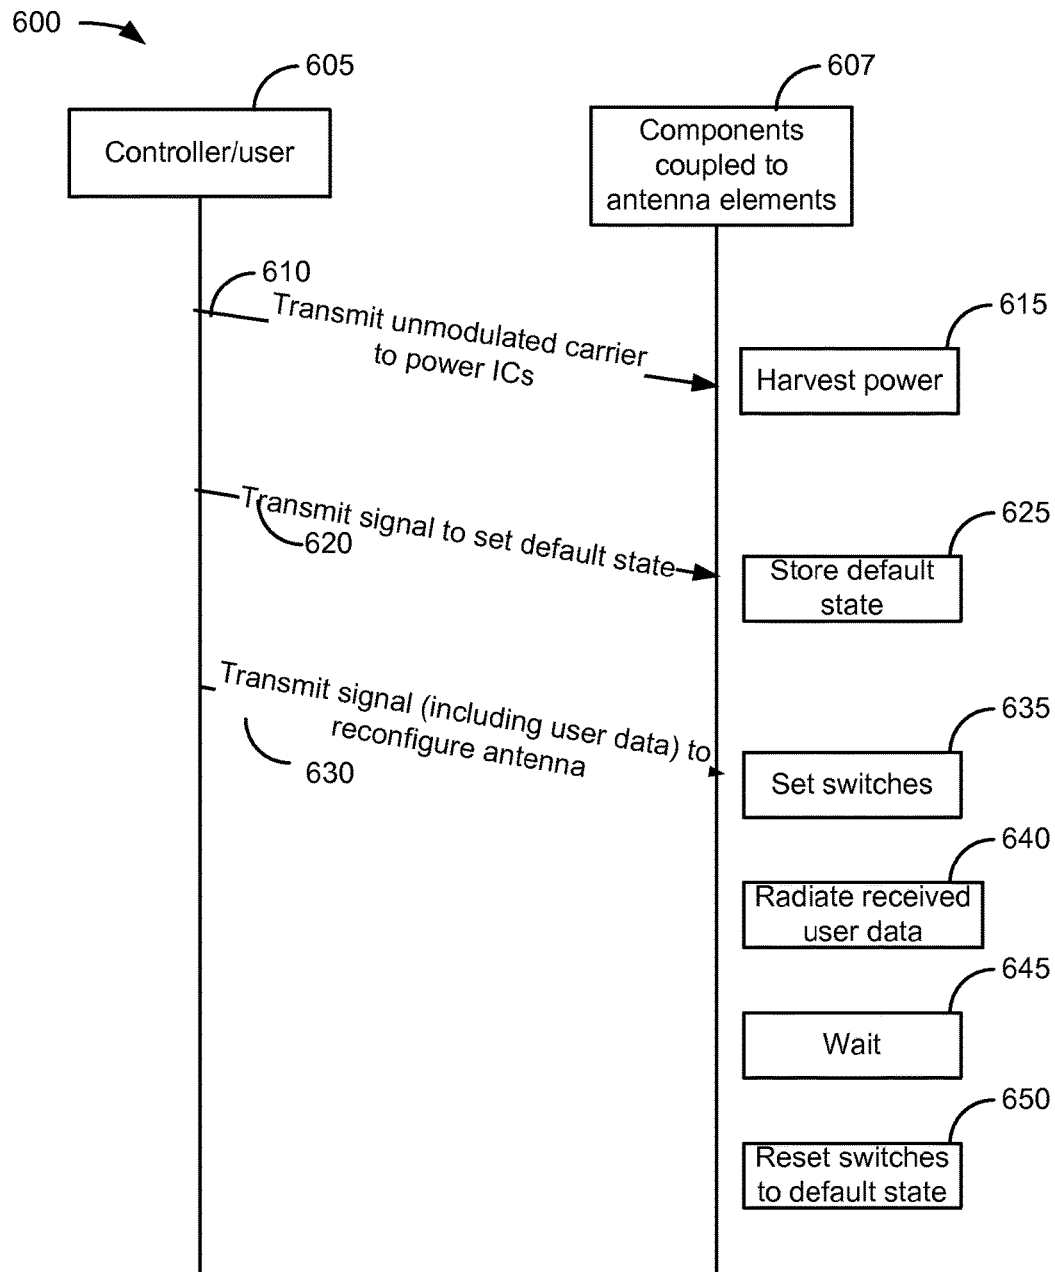 600
605
607
Controller/user
Components
coupled to
antenna elements
610
Transmit unmodulated carrier
to power ICs
615
Harvest power
Transmit signal to set default state
620
625
Store default
state
Transmit signal (including user data) to
reconfigure antenna
630
635
Set switches
640
Radiate received
user data
645
Wait
650
Reset switches
to default state